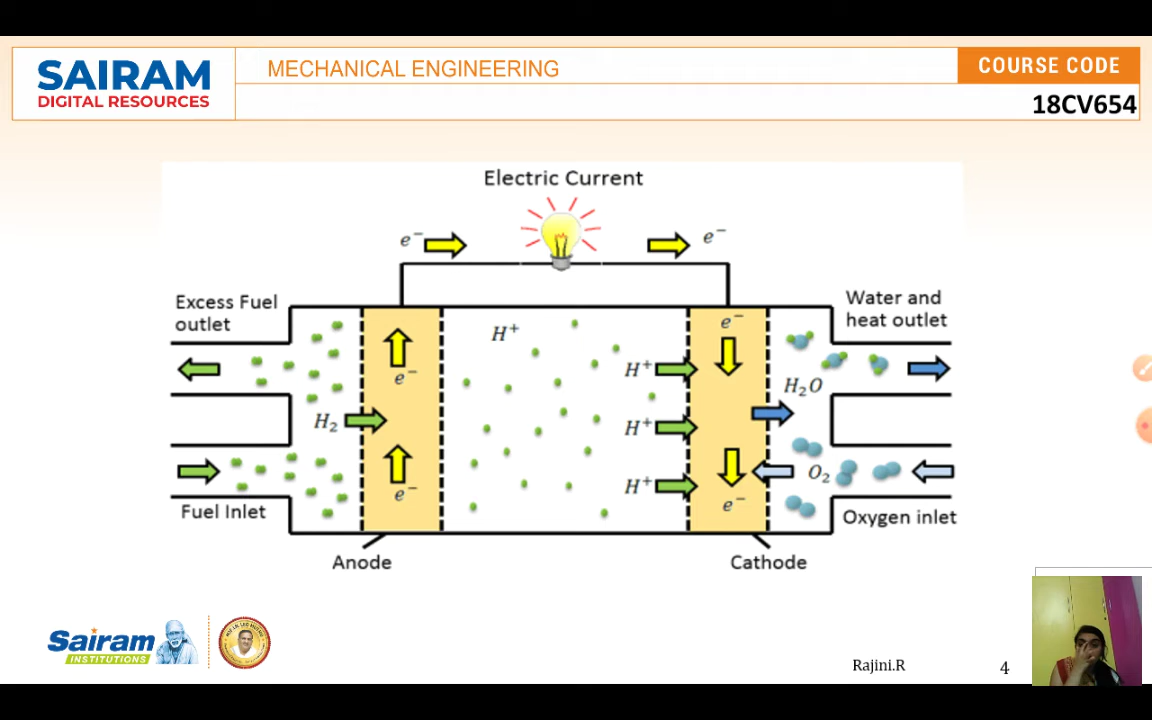 SAIRAM
DIGITAL RESOURCES
MECHANICAL ENGINEERING
COURSE CODE
18CV654
Electric Current
e⁻
e⁻
Excess Fuel
outlet
Water and
heat outlet
H⁺
e⁻
e⁻
H⁺
H₂O
H₂
H⁺
O₂
e⁻
H⁺
e⁻
Fuel Inlet
Oxygen inlet
Anode
Cathode
Sairam
INSTITUTIONS
Rajini.R
4